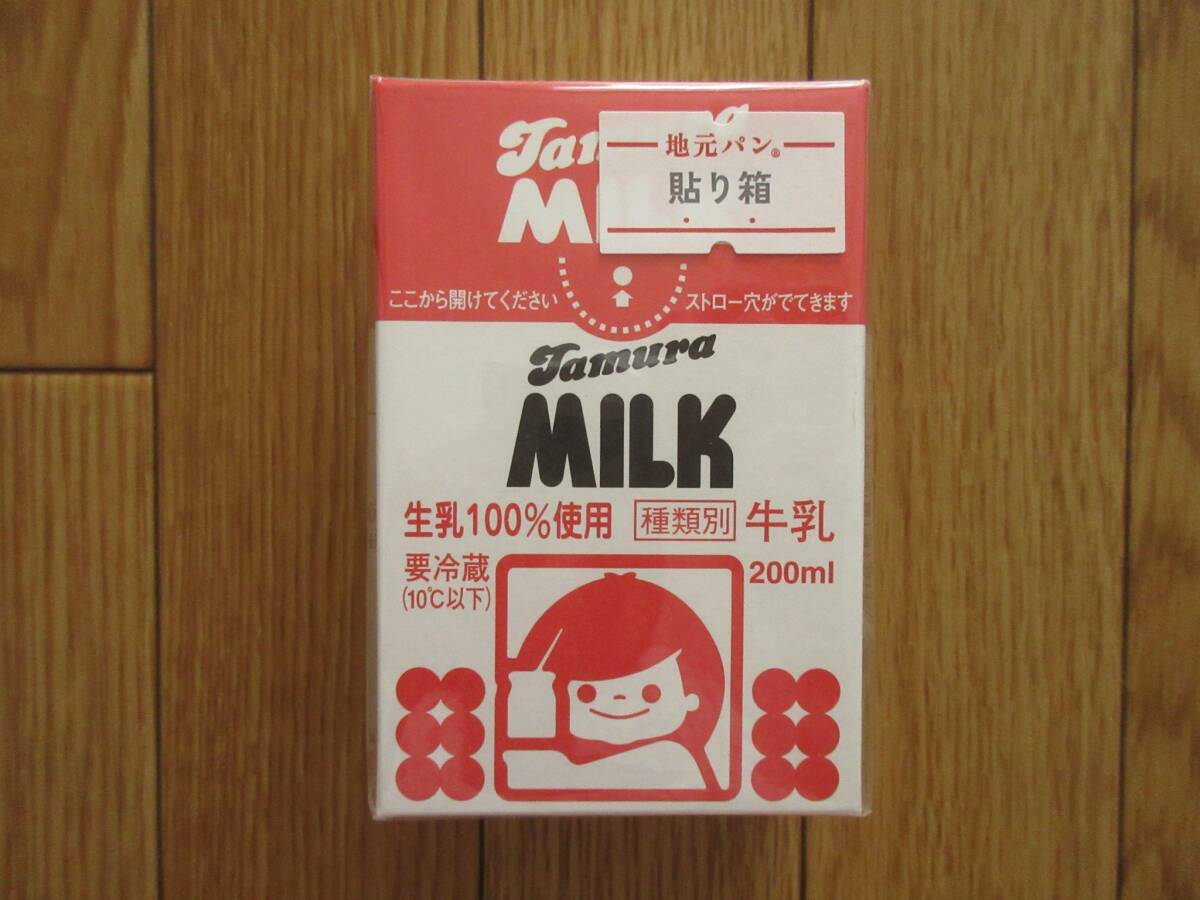 Tamura
MILK
地元パン®
貼り箱
ここから開けてください
ストロー穴がでてきます
Tamura
MILK
生乳100%使用
種類別 牛乳
要冷蔵
(10℃以下)
200ml